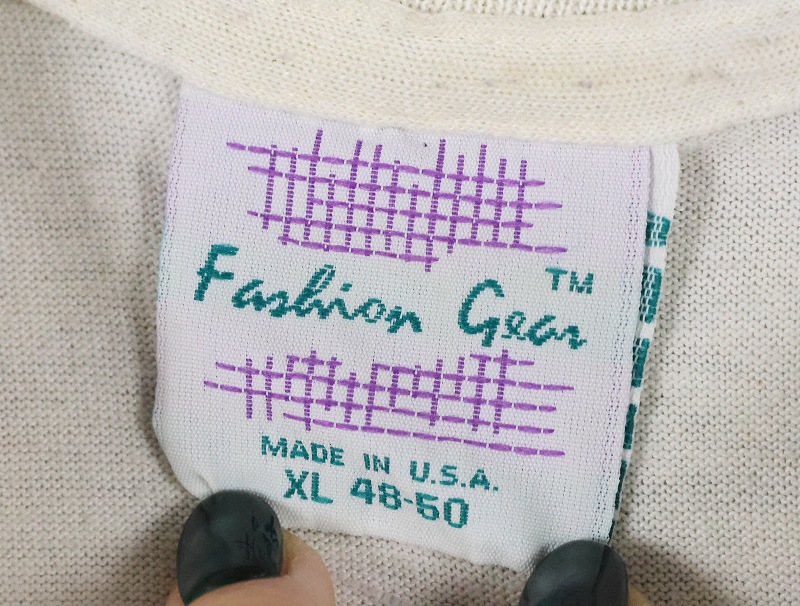 Fashion Gear™
MADE IN U.S.A.
XL 48-50